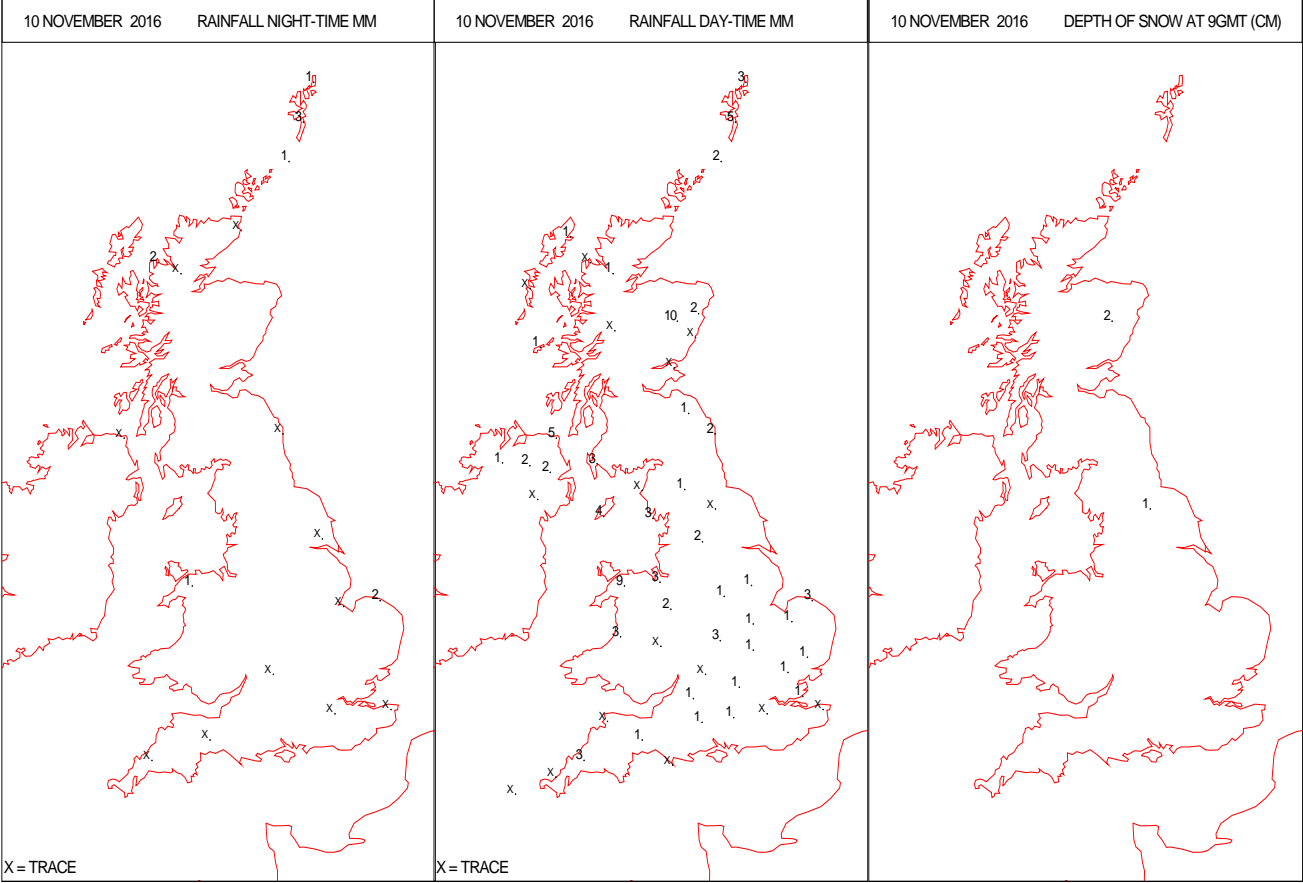 10 NOVEMBER 2016 RAINFALL NIGHT-TIME MM
1.
3.
1.
X.
2.
X.
X.
X.
X.
1.
X.
2.
X.
X.
X.
X.
X.
X = TRACE
10 NOVEMBER 2016 RAINFALL DAY-TIME MM
3.
5.
2.
1.
X.
1.
X.
2.
10.
X.
X.
1.
X.
1.
2.
5.
1.
2.
2.
3.
X.
1.
X.
4.
3.
X.
2.
9.
3.
1.
1.
3.
2.
1.
1.
3.
X.
3.
1.
1.
X.
1.
1.
1.
1.
X.
1.
1.
X.
X.
1.
3.
X.
X.
X.
X = TRACE
10 NOVEMBER 2016 DEPTH OF SNOW AT 9GMT (CM)
2.
1.